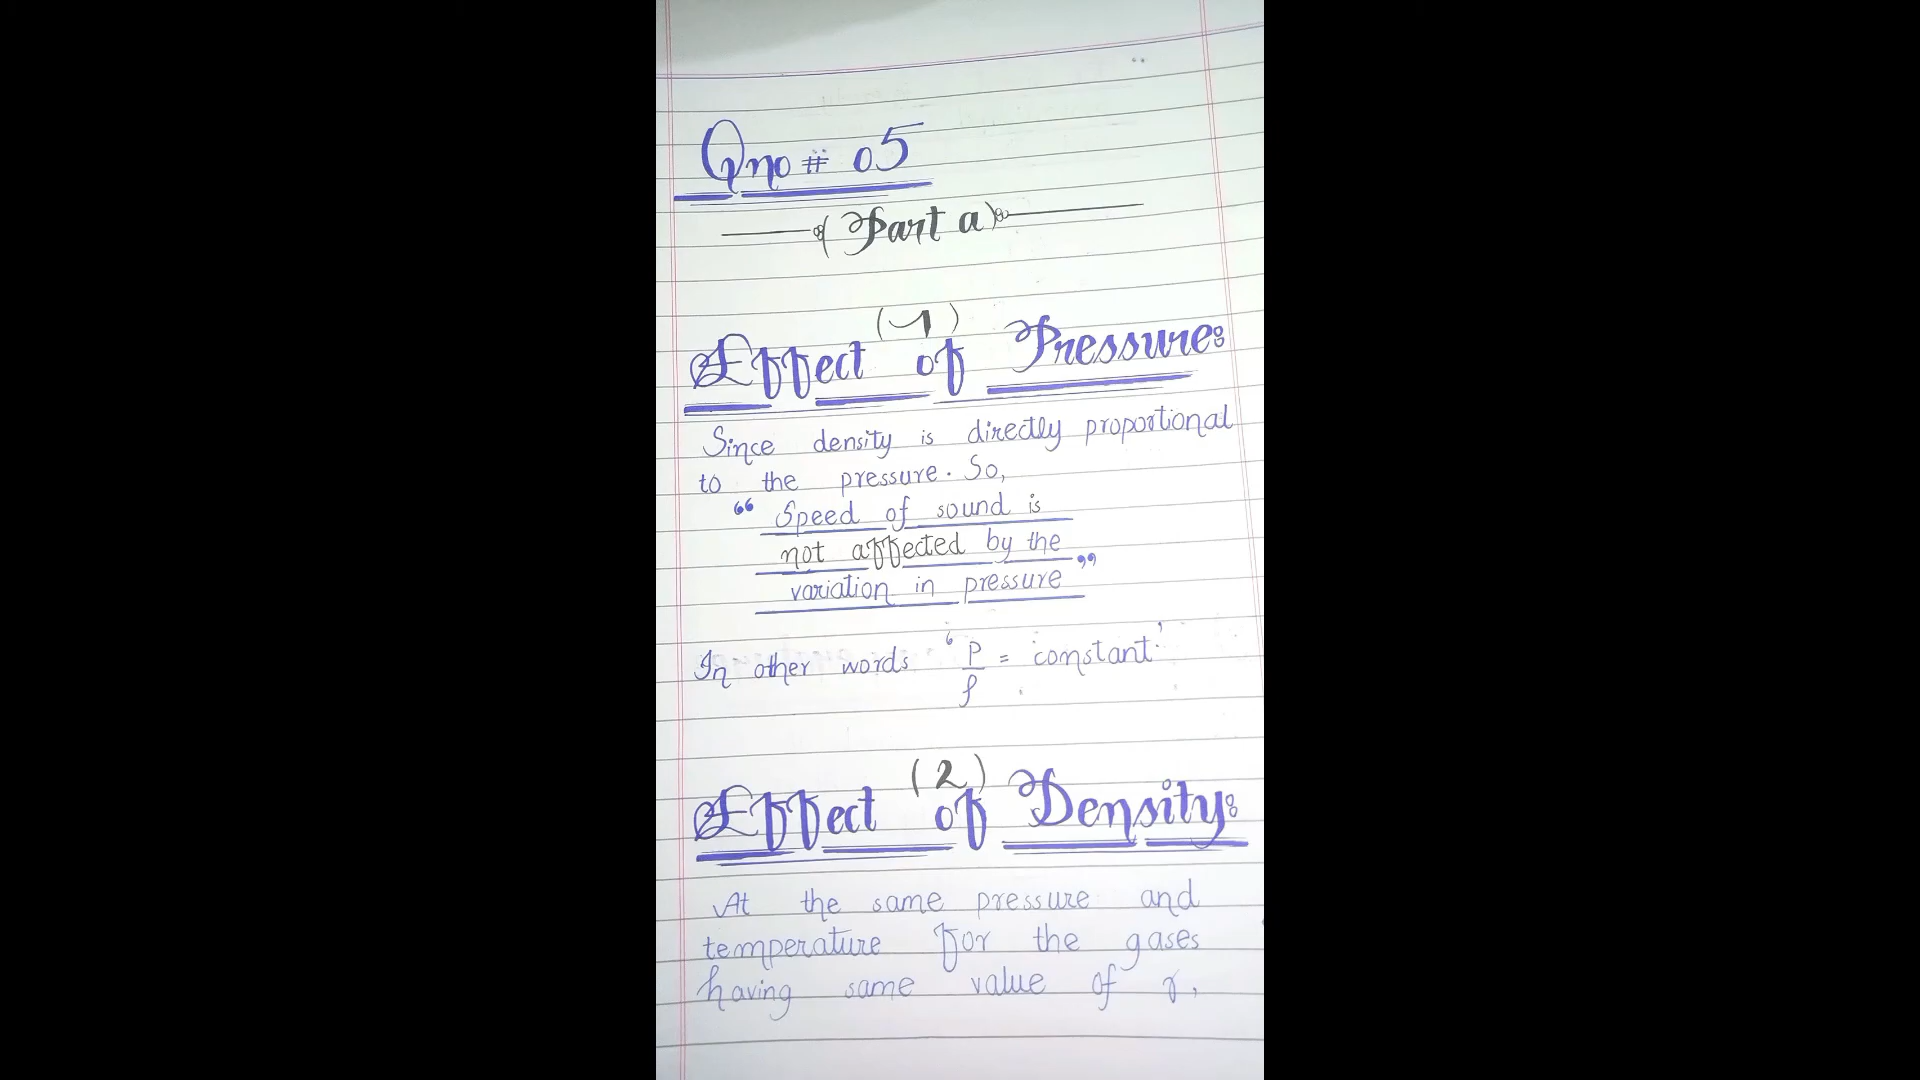 Qno # 05
(Part a)
(1)
Effect of Pressure:
Since density is directly proportional
to the pressure. So,
“ Speed of sound is
not affected by the
variation in pressure ”
In other words ‘ P/ρ = constant.’
(2)
Effect of Density:
At the same pressure and
temperature for the gases
having same value of γ,